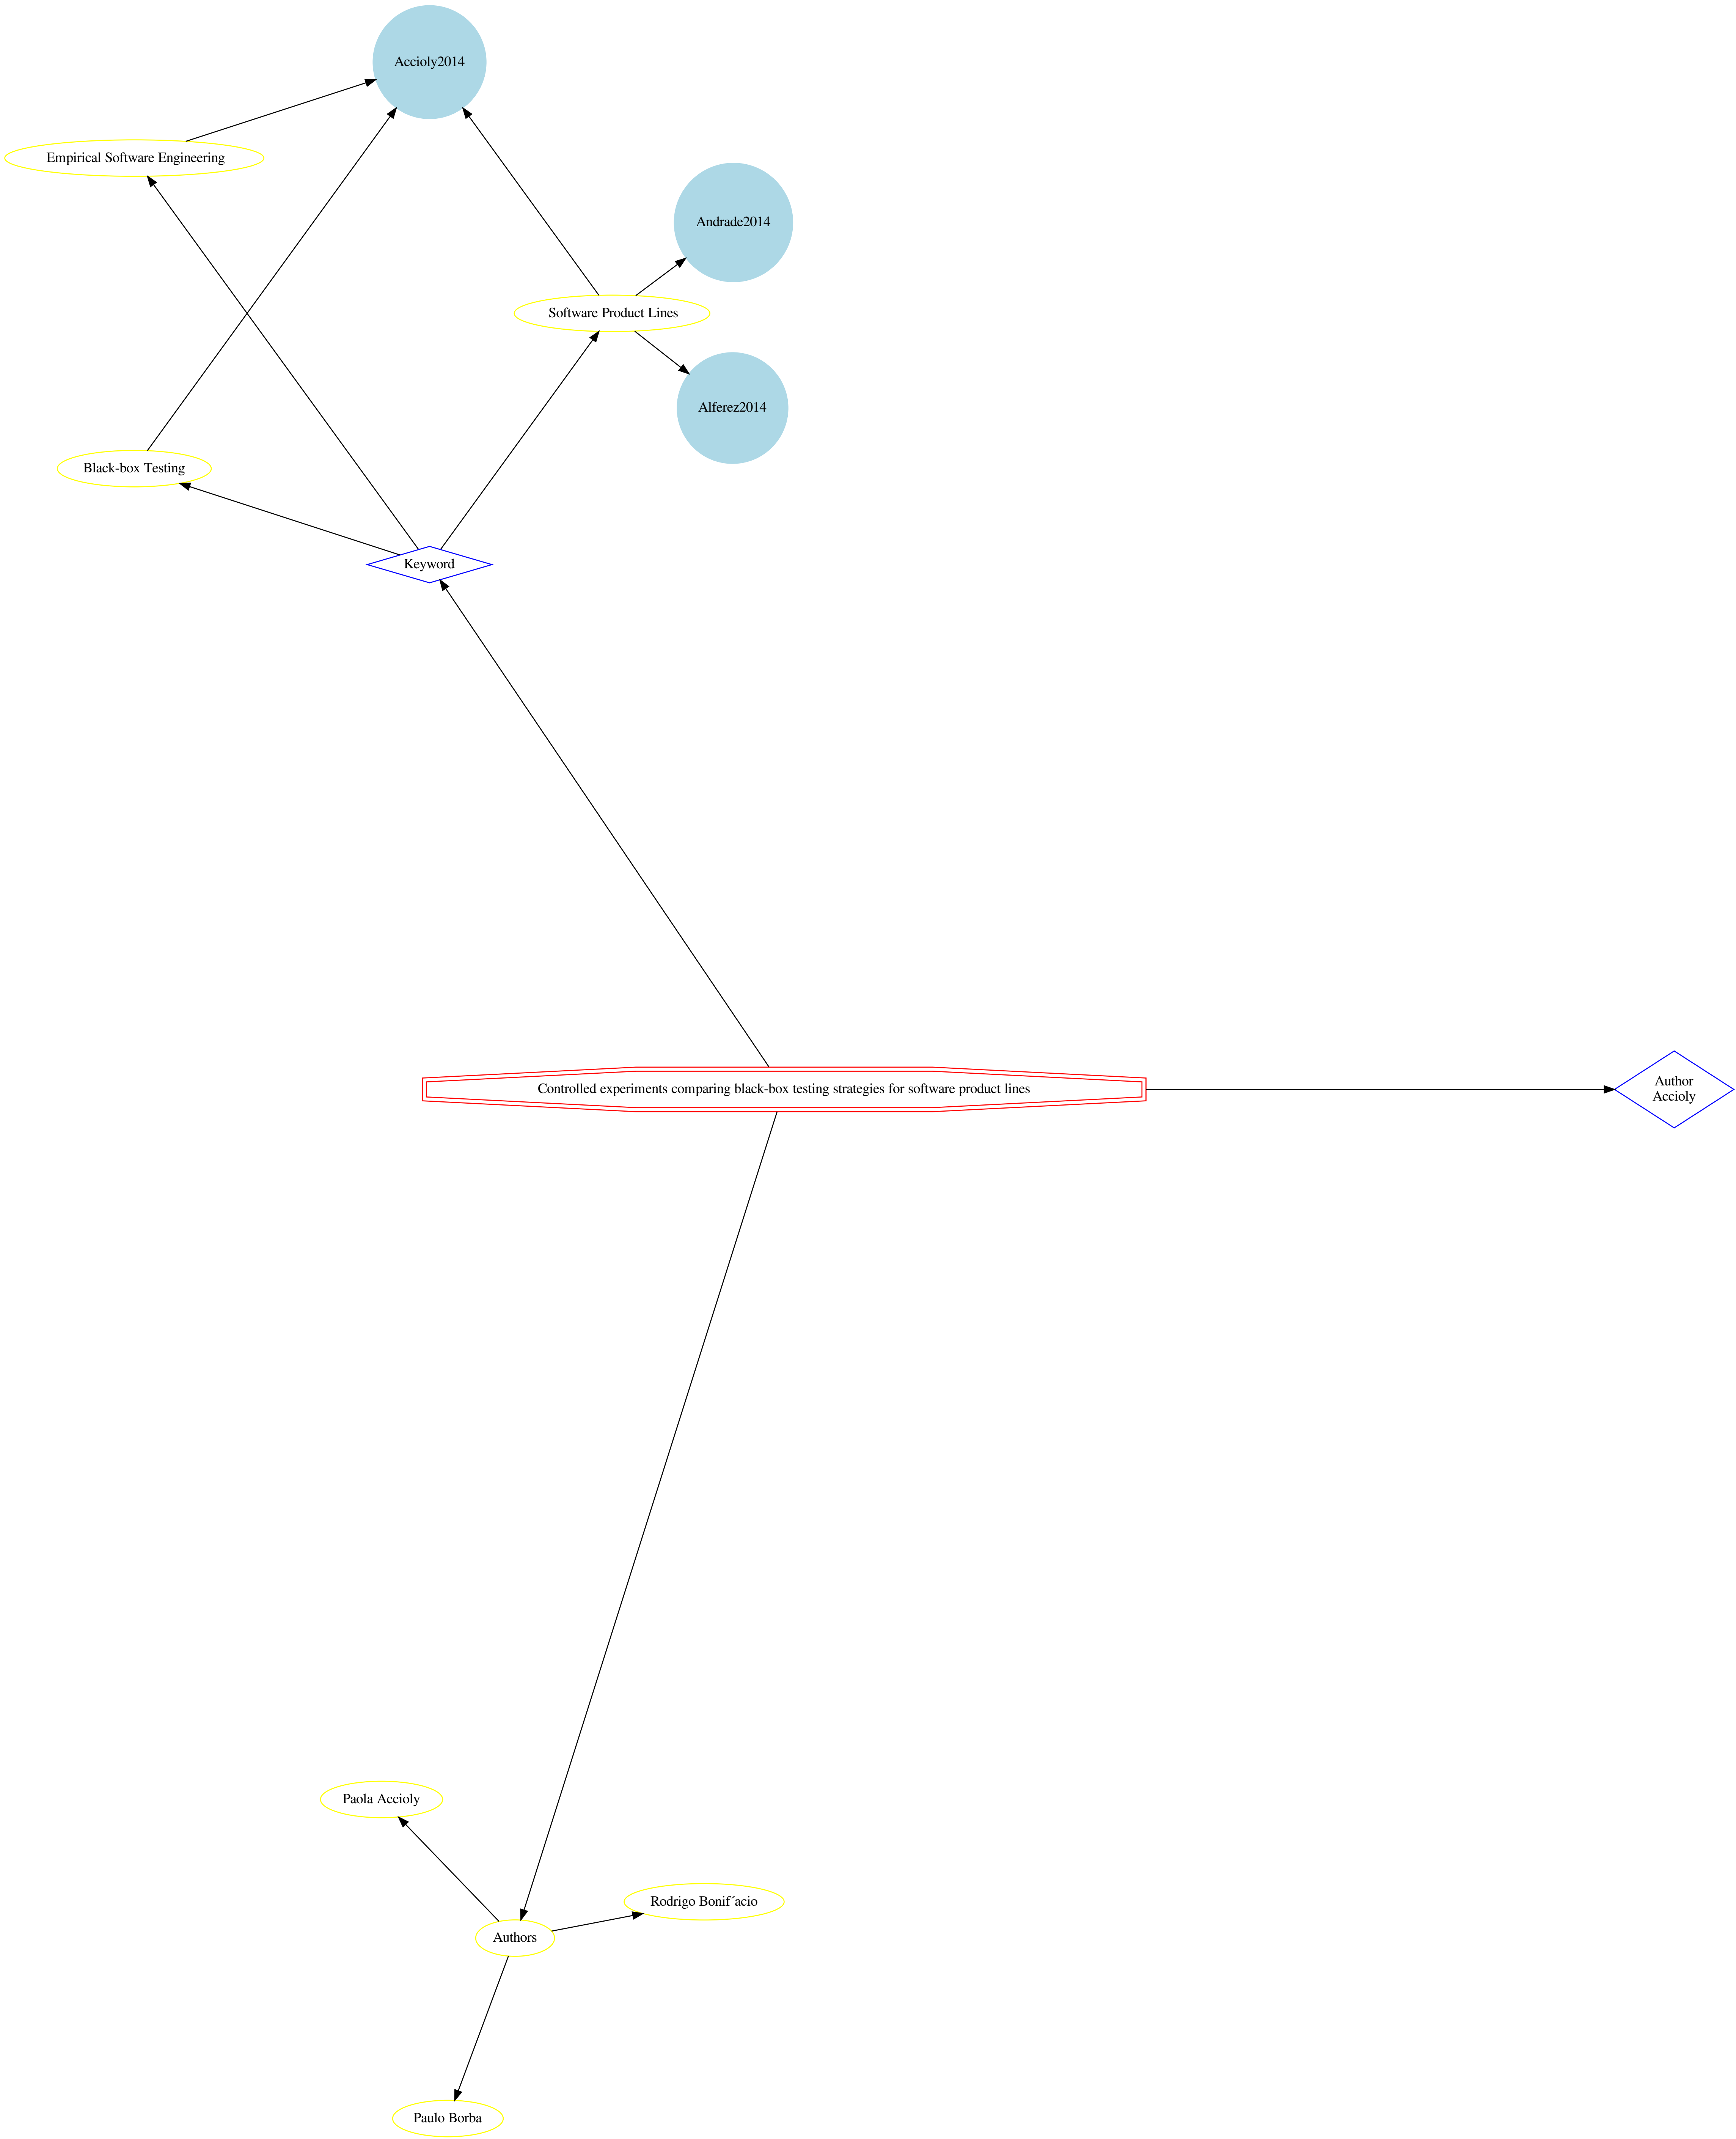 Accioly2014
Empirical Software Engineering
Andrade2014
Software Product Lines
Alferez2014
Black-box Testing
Keyword
Controlled experiments comparing black-box testing strategies for software product lines
Author
Accioly
Paola Accioly
Rodrigo Bonif´acio
Authors
Paulo Borba